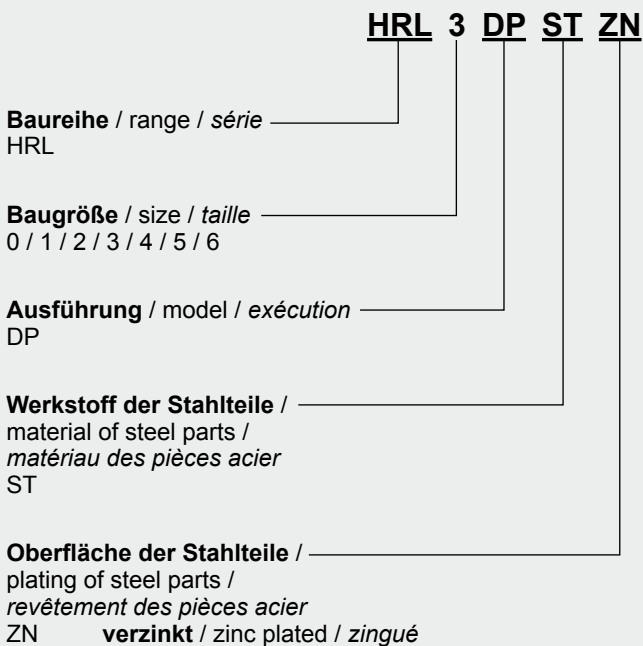 HRL 3 DP ST ZN
Baureihe / range / série
HRL
Baugröße / size / taille
0 / 1 / 2 / 3 / 4 / 5 / 6
Ausführung / model / exécution
DP
Werkstoff der Stahlteile /
material of steel parts /
matériau des pièces acier
ST
Oberfläche der Stahlteile /
plating of steel parts /
revêtement des pièces acier
ZN verzinkt / zinc plated / zingué